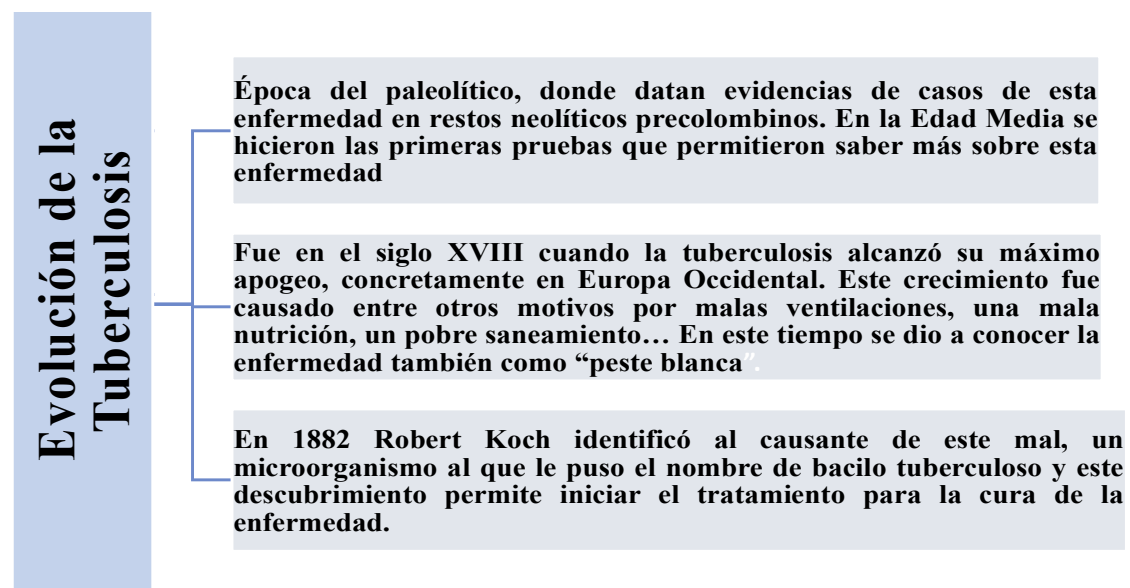 Evolución de la
Tuberculosis
Época del paleolítico, donde datan evidencias de casos de esta
enfermedad en restos neolíticos precolombinos. En la Edad Media se
hicieron las primeras pruebas que permitieron saber más sobre esta
enfermedad
Fue en el siglo XVIII cuando la tuberculosis alcanzó su máximo
apogeo, concretamente en Europa Occidental. Este crecimiento fue
causado entre otros motivos por malas ventilaciones, una mala
nutrición, un pobre saneamiento… En este tiempo se dio a conocer la
enfermedad también como “peste blanca”.
En 1882 Robert Koch identificó al causante de este mal, un
microorganismo al que le puso el nombre de bacilo tuberculoso y este
descubrimiento permite iniciar el tratamiento para la cura de la
enfermedad.